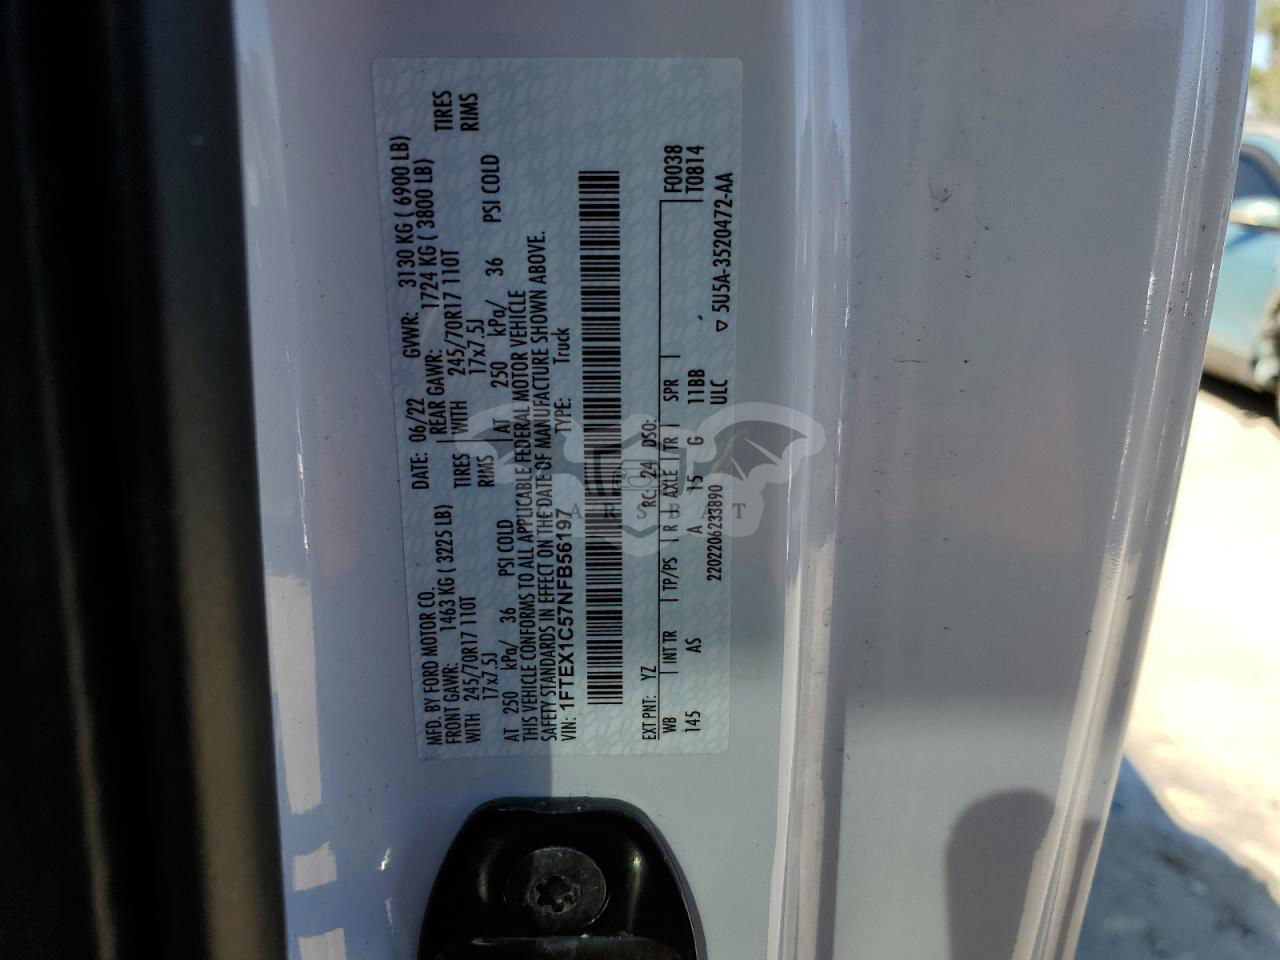 MFD. BY FORD MOTOR CO. DATE: 06/22 GVWR: 3130 KG ( 6900 LB)
FRONT GAWR: 1463 KG ( 3225 LB) REAR GAWR: 1724 KG ( 3800 LB)
WITH 245/70R17 110T TIRES WITH 245/70R17 110T TIRES
17x7.5J RIMS 17x7.5J RIMS
AT 250 kPa/ 36 PSI COLD AT 250 kPa/ 36 PSI COLD
THIS VEHICLE CONFORMS TO ALL APPLICABLE FEDERAL MOTOR VEHICLE
SAFETY STANDARDS IN EFFECT ON THE DATE OF MANUFACTURE SHOWN ABOVE.
VIN: 1FTEX1C57NFB56197 TYPE: Truck
EXT PNT: YZ RC: 24 DSO:
WB INT TR TP/PS R AXLE TR SPR F0038
145 AS A 15 G 11BB T0814
2202206233890 ULC
▽ 5U5A-3520472-AA
ARSBAT